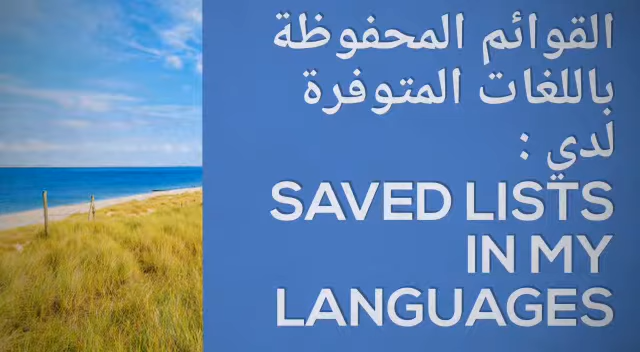 القوائم المحفوظة
باللغات المتوفرة
لدي :
SAVED LISTS
IN MY
LANGUAGES